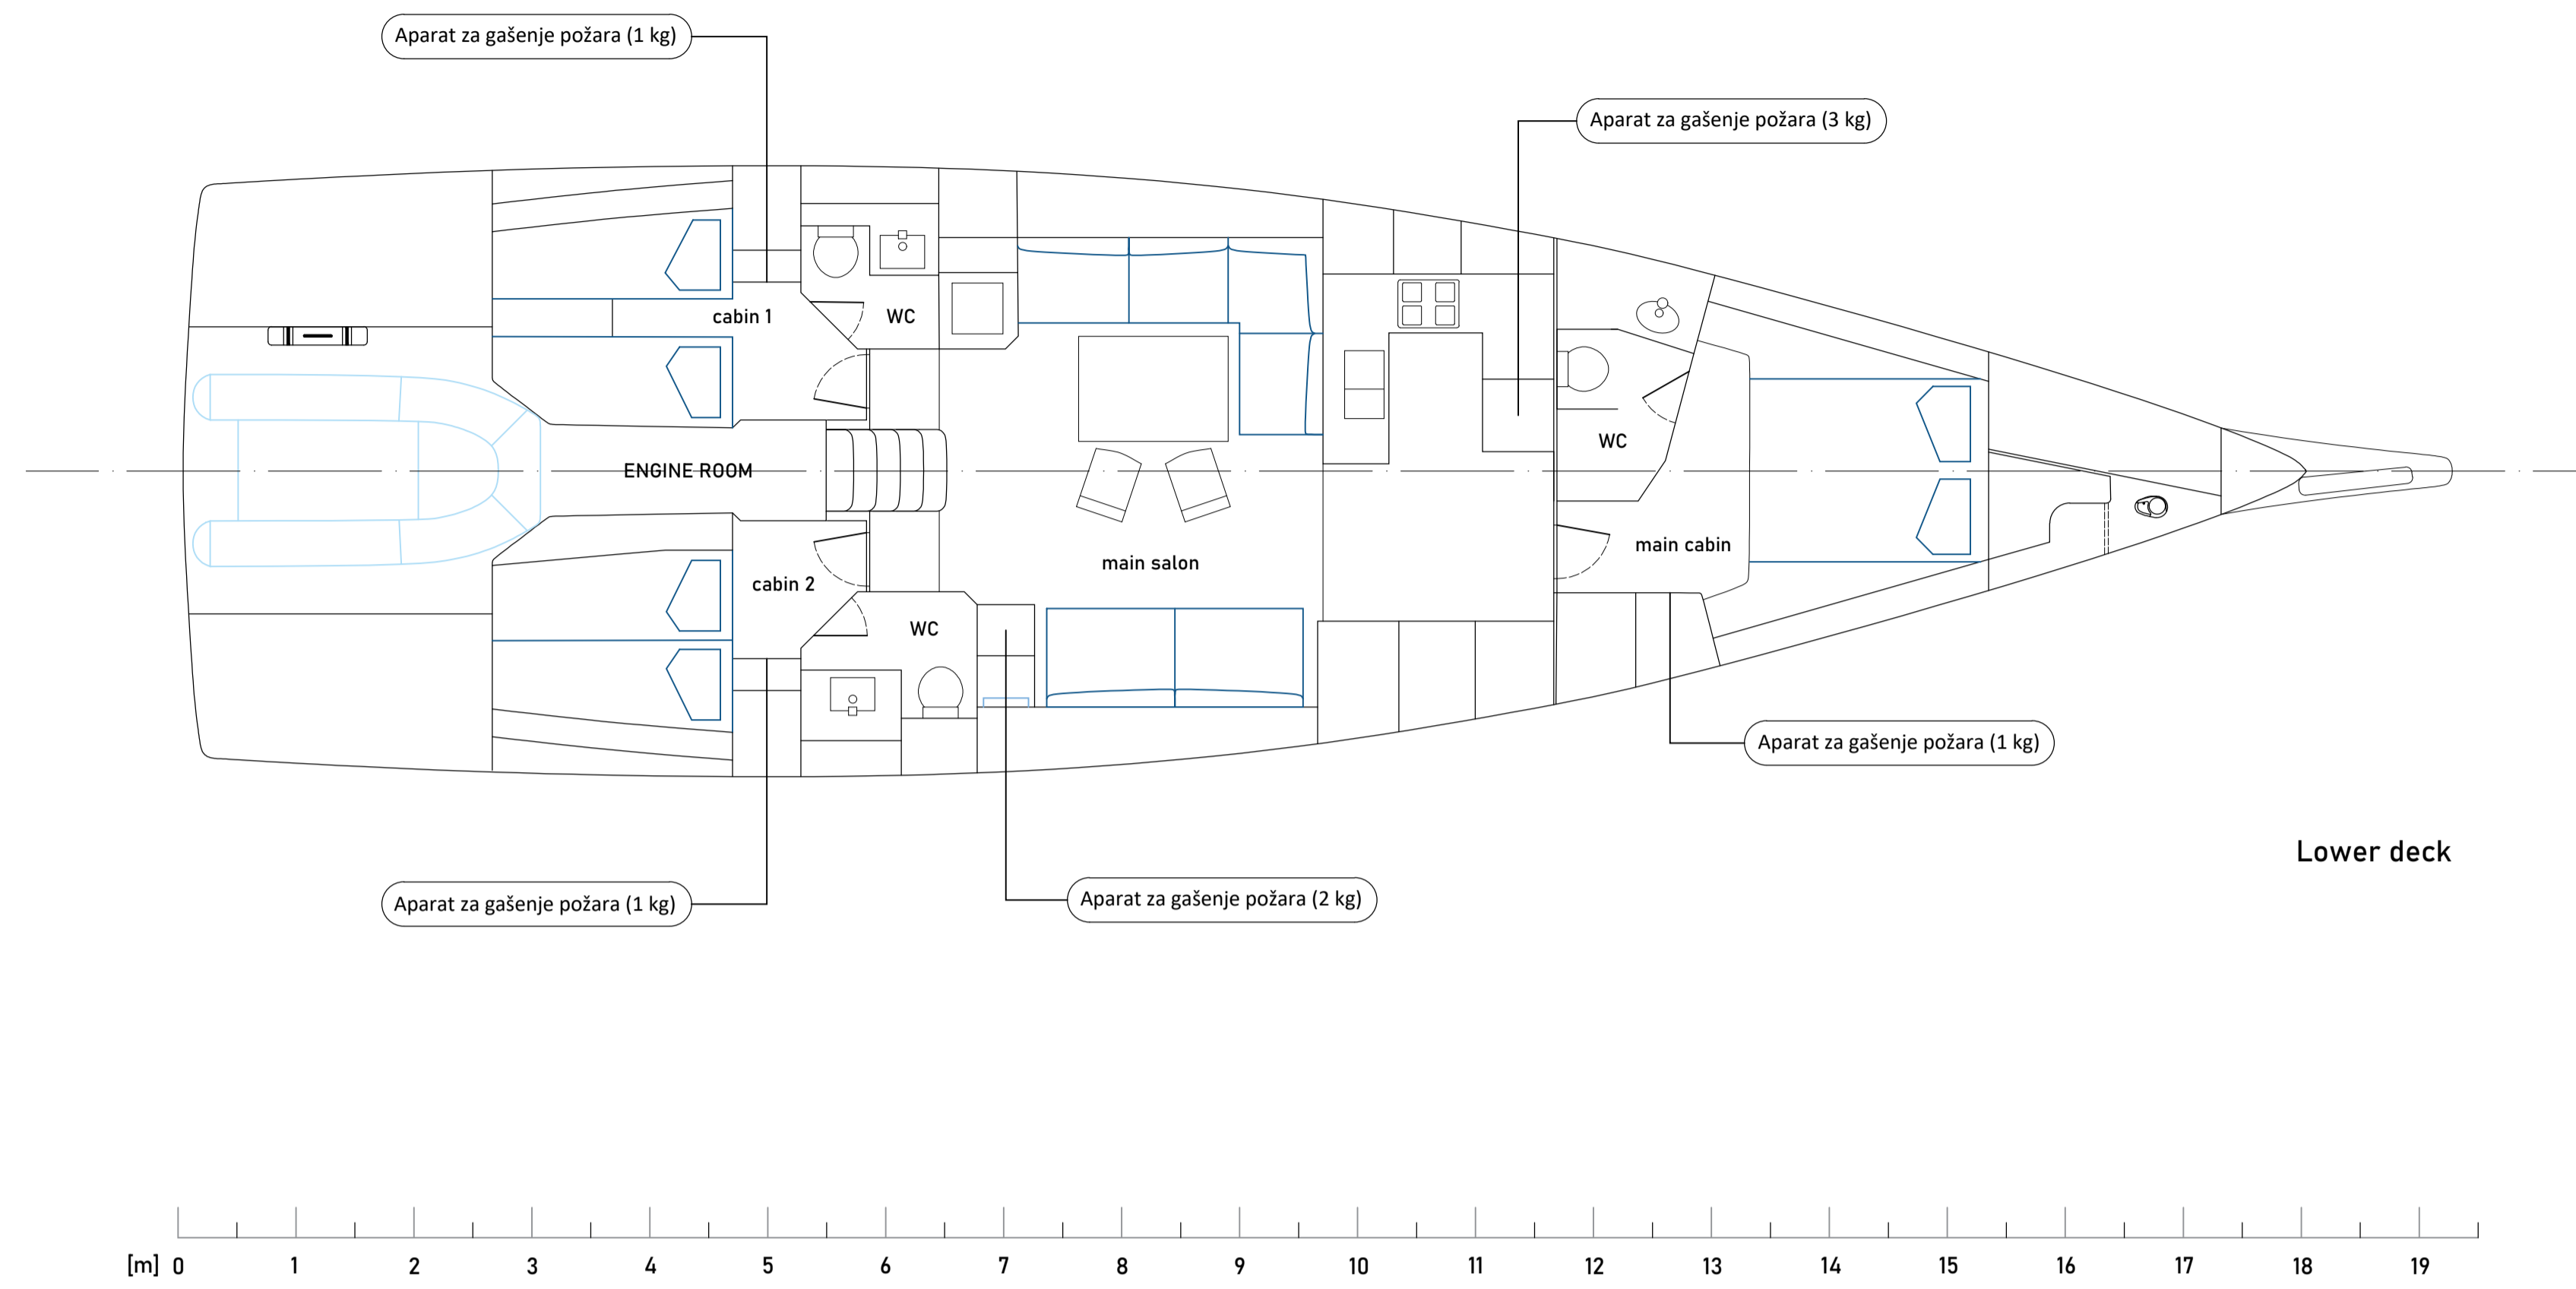 Aparat za gašenje požara (1 kg)
Aparat za gašenje požara (3 kg)
cabin 1
WC
WC
ENGINE ROOM
main cabin
main salon
cabin 2
WC
Aparat za gašenje požara (1 kg)
Lower deck
Aparat za gašenje požara (1 kg)
Aparat za gašenje požara (2 kg)
[m] 0 1 2 3 4 5 6 7 8 9 10 11 12 13 14 15 16 17 18 19